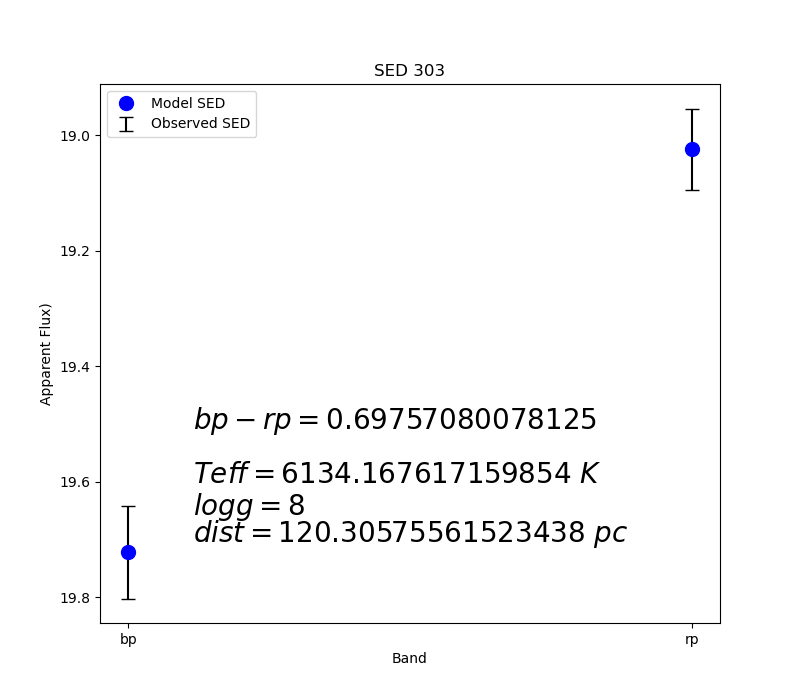 SED 303
Model SED
Observed SED
19.0
19.2
19.4
19.6
19.8
Apparent Flux)
bp − rp = 0.69757080078125
Teff = 6134.167617159854 K
logg = 8
dist = 120.30575561523438 pc
bp
rp
Band